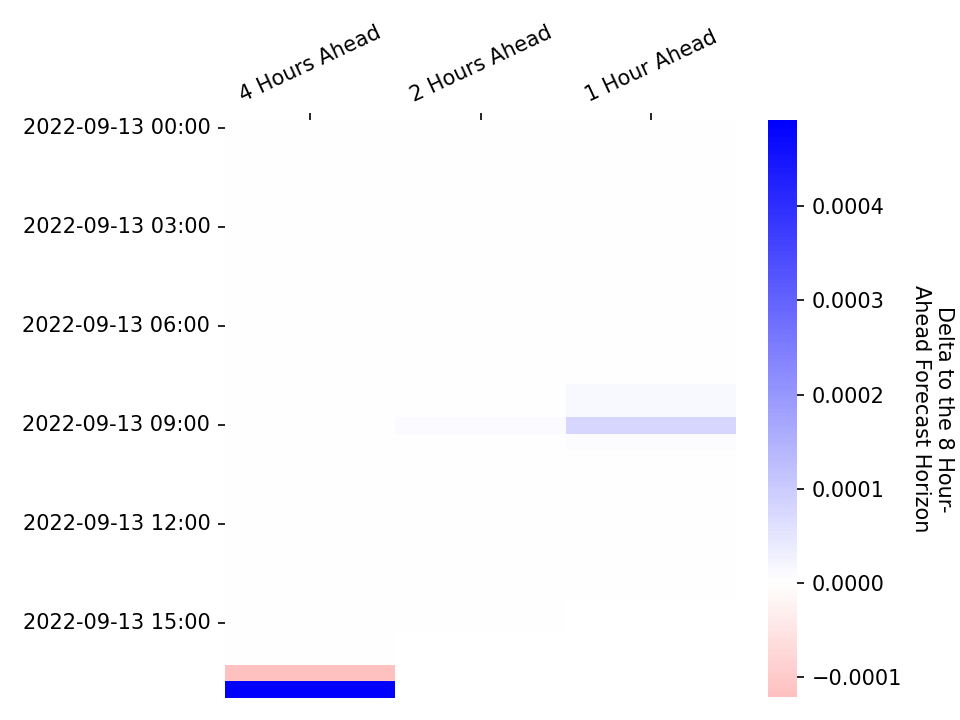 4 Hours Ahead
2 Hours Ahead
1 Hour Ahead
2022-09-13 00:00
2022-09-13 03:00
2022-09-13 06:00
2022-09-13 09:00
2022-09-13 12:00
2022-09-13 15:00
0.0004
0.0003
0.0002
0.0001
0.0000
−0.0001
Delta to the 8 Hour-
Ahead Forecast Horizon